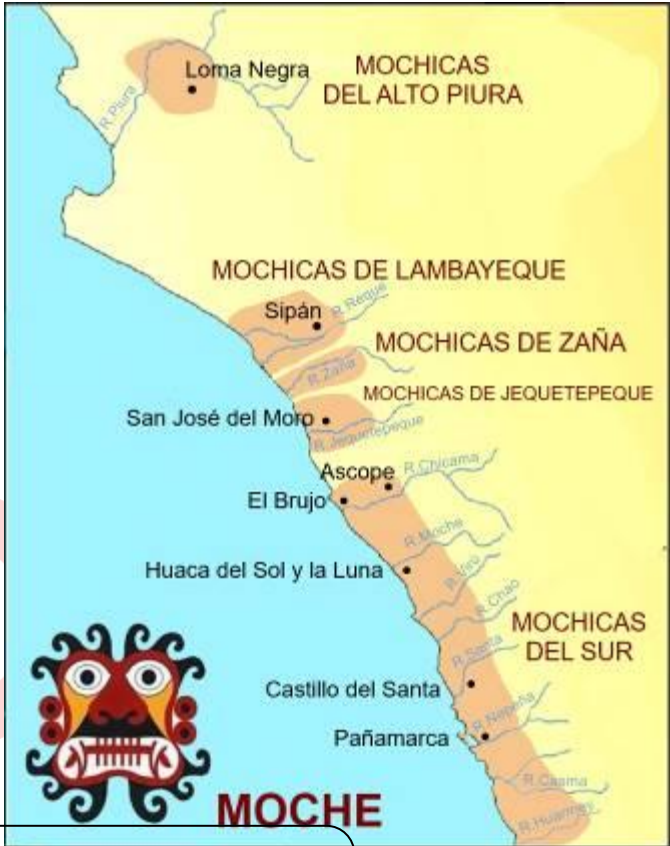 Loma Negra
MOCHICAS
DEL ALTO PIURA
R.Piura
MOCHICAS DE LAMBAYEQUE
R.Reque
Sipán
MOCHICAS DE ZAÑA
R.Zaña
MOCHICAS DE JEQUETEPEQUE
San José del Moro
R.Jequetepeque
Ascope
R.Chicama
El Brujo
R.Moche
Huaca del Sol y la Luna
R.Virú
R.Chao
MOCHICAS
DEL SUR
R.Santa
Castillo del Santa
R.Nepeña
Pañamarca
R.Casma
MOCHE
R.Huarmey